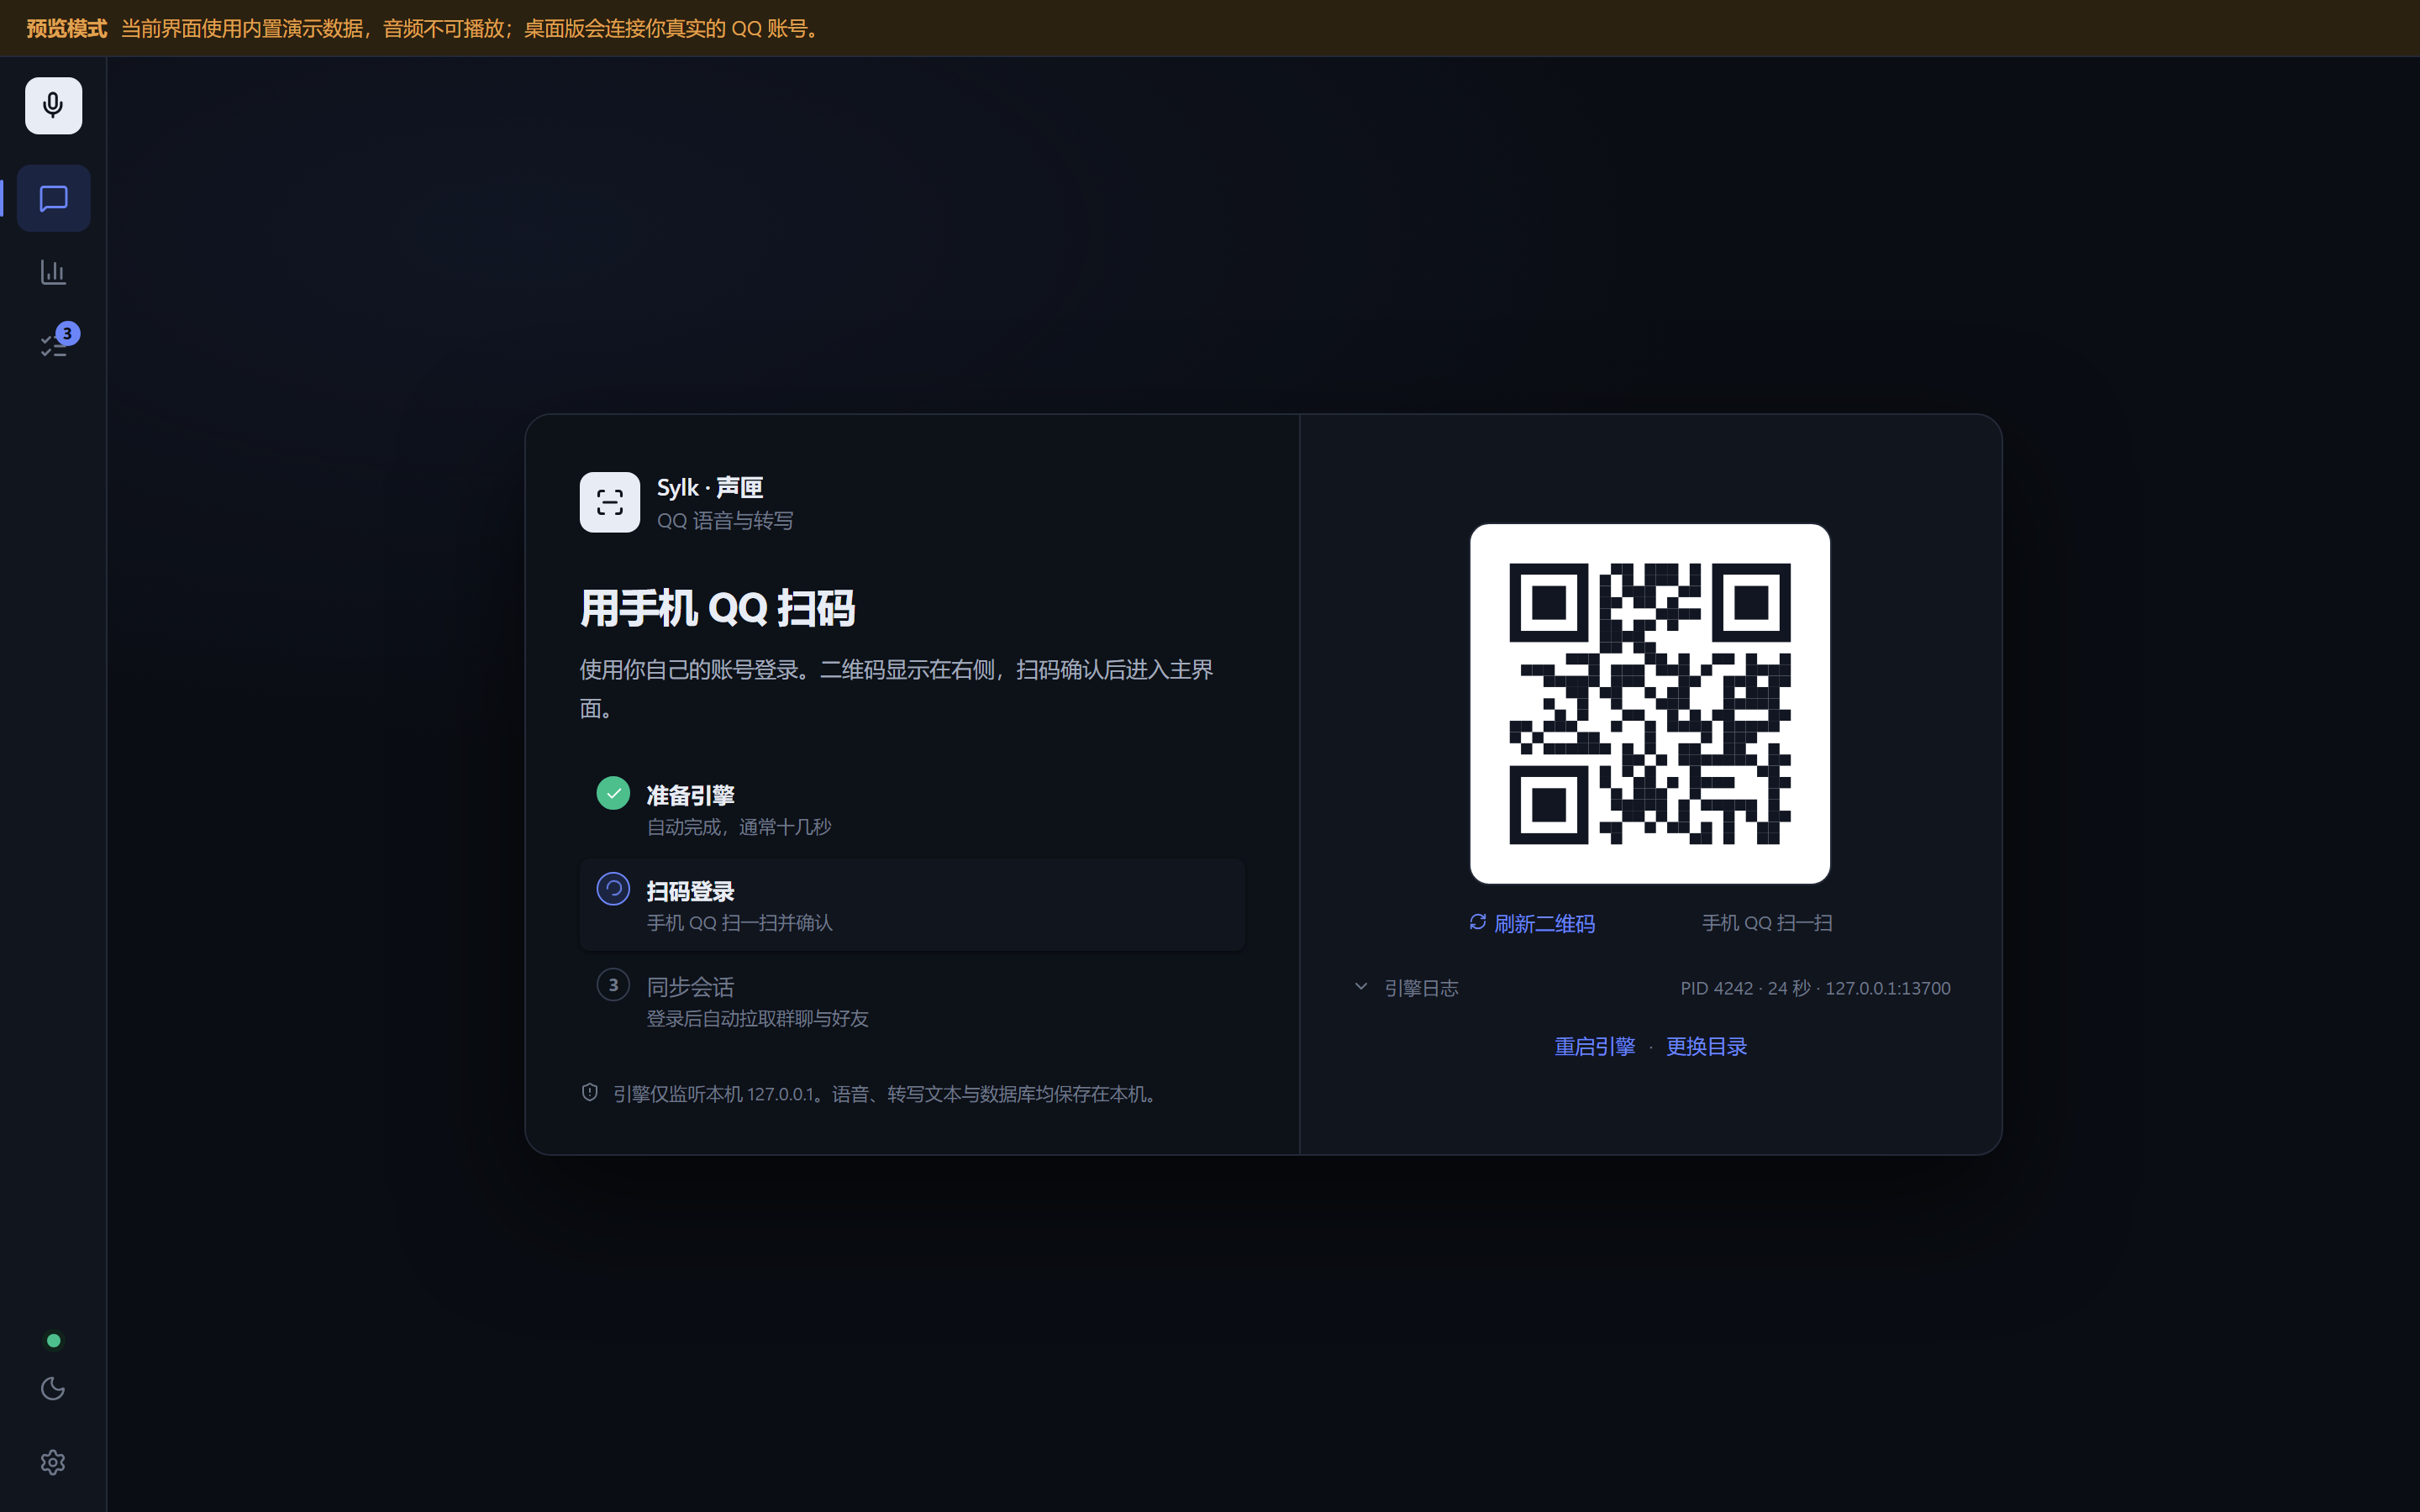 预览模式 当前界面使用内置演示数据，音频不可播放；桌面版会连接你真实的 QQ 账号。
3
Sylk · 声匣
QQ 语音与转写
用手机 QQ 扫码
使用你自己的账号登录。二维码显示在右侧，扫码确认后进入主界
面。
准备引擎
自动完成，通常十几秒
扫码登录
手机 QQ 扫一扫并确认
3 同步会话
登录后自动拉取群聊与好友
引擎仅监听本机 127.0.0.1。语音、转写文本与数据库均保存在本机。
刷新二维码 手机 QQ 扫一扫
引擎日志 PID 4242 · 24 秒 · 127.0.0.1:13700
重启引擎 · 更换目录